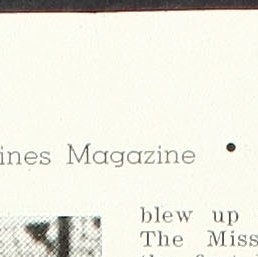 ines Magazine •
blew up
The Miss